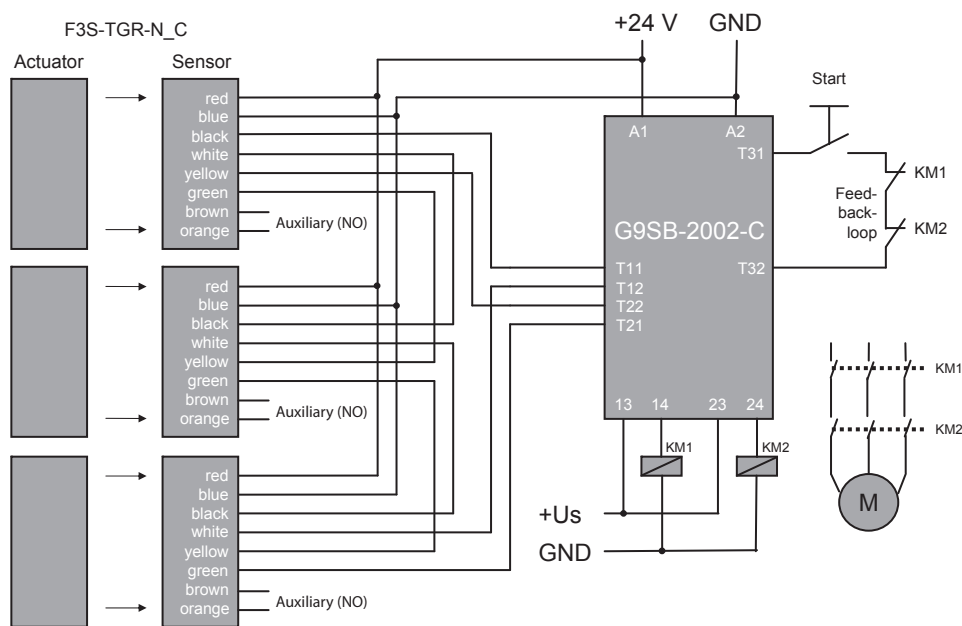 F3S-TGR-N_C
Actuator
Sensor
red
blue
black
white
yellow
green
brown
orange
Auxiliary (NO)
red
blue
black
white
yellow
green
brown
orange
Auxiliary (NO)
red
blue
black
white
yellow
green
brown
orange
Auxiliary (NO)
+24 V
GND
A1
A2
T31
G9SB-2002-C
T11
T12
T22
T21
T32
13
14
23
24
KM1
KM2
+Us
GND
Start
KM1
Feed-
back-
loop
KM2
KM1
KM2
M